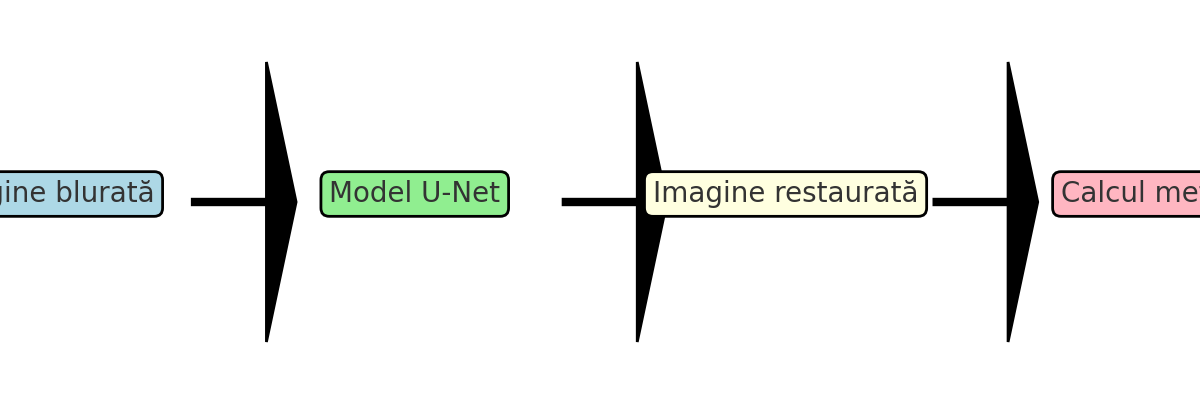 gine blurată
Model U-Net
Imagine restaurată
Calcul me